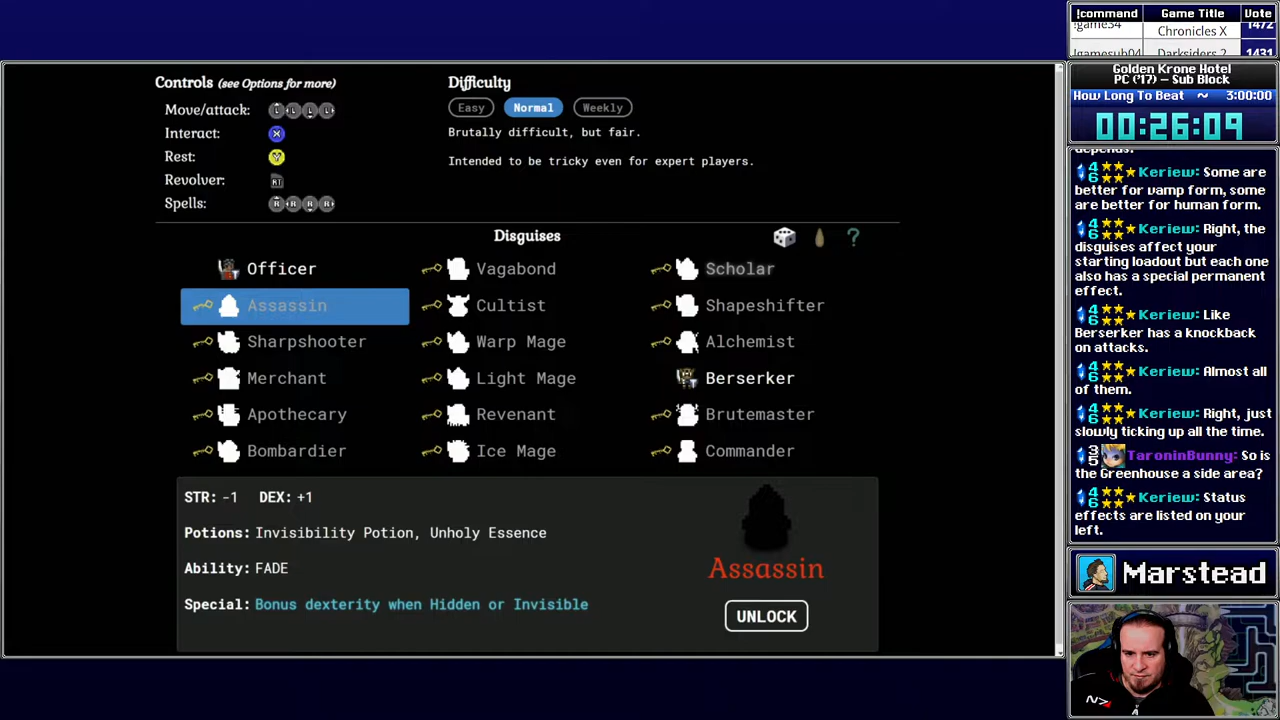 Controls (see Options for more)
Move/attack:
Interact:
Rest:
Revolver:
Spells:
Difficulty
Easy Normal Weekly
Brutally difficult, but fair.
Intended to be tricky even for expert players.
Disguises
?
Officer Vagabond Scholar
Assassin Cultist Shapeshifter
Sharpshooter Warp Mage Alchemist
Merchant Light Mage Berserker
Apothecary Revenant Brutemaster
Bombardier Ice Mage Commander
STR: -1 DEX: +1
Potions: Invisibility Potion, Unholy Essence
Ability: FADE
Special: Bonus dexterity when Hidden or Invisible
Assassin
UNLOCK
!command Game Title Vote
!game34 Chronicles X 1472
!gamesub04 Darksiders 2 1431
Golden Krone Hotel
PC ('17) – Sub Block
How Long To Beat ~ 3:00:00
00:26:09
depends.
Keriew: Some are
better for vamp form, some
are better for human form.
Keriew: Right, the
disguises affect your
starting loadout but each one
also has a special permanent
effect.
Keriew: Like
Berserker has a knockback
on attacks.
Keriew: Almost all
of them.
Keriew: Right, just
slowly ticking up all the time.
TaroninBunny: So is
the Greenhouse a side area?
Keriew: Status
effects are listed on your
left.
Marstead